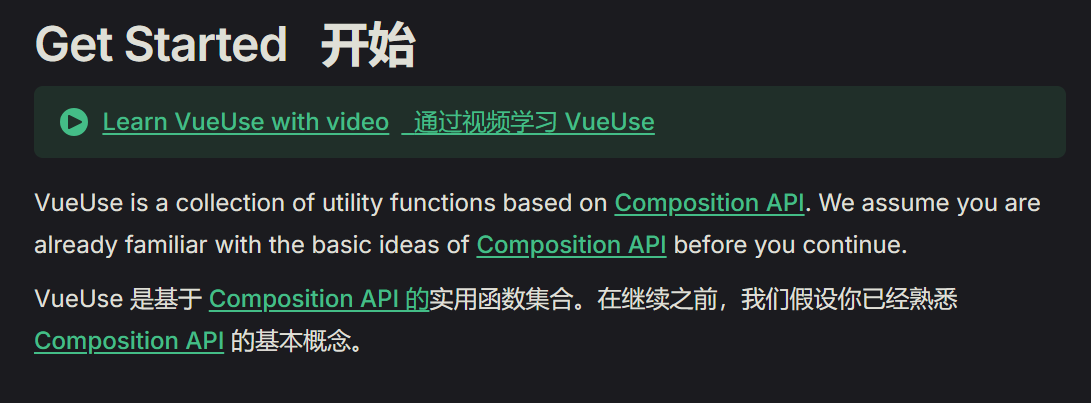 Get Started 开始
Learn VueUse with video 通过视频学习 VueUse
VueUse is a collection of utility functions based on Composition API. We assume you are
already familiar with the basic ideas of Composition API before you continue.
VueUse 是基于 Composition API 的实用函数集合。在继续之前，我们假设你已经熟悉
Composition API 的基本概念。